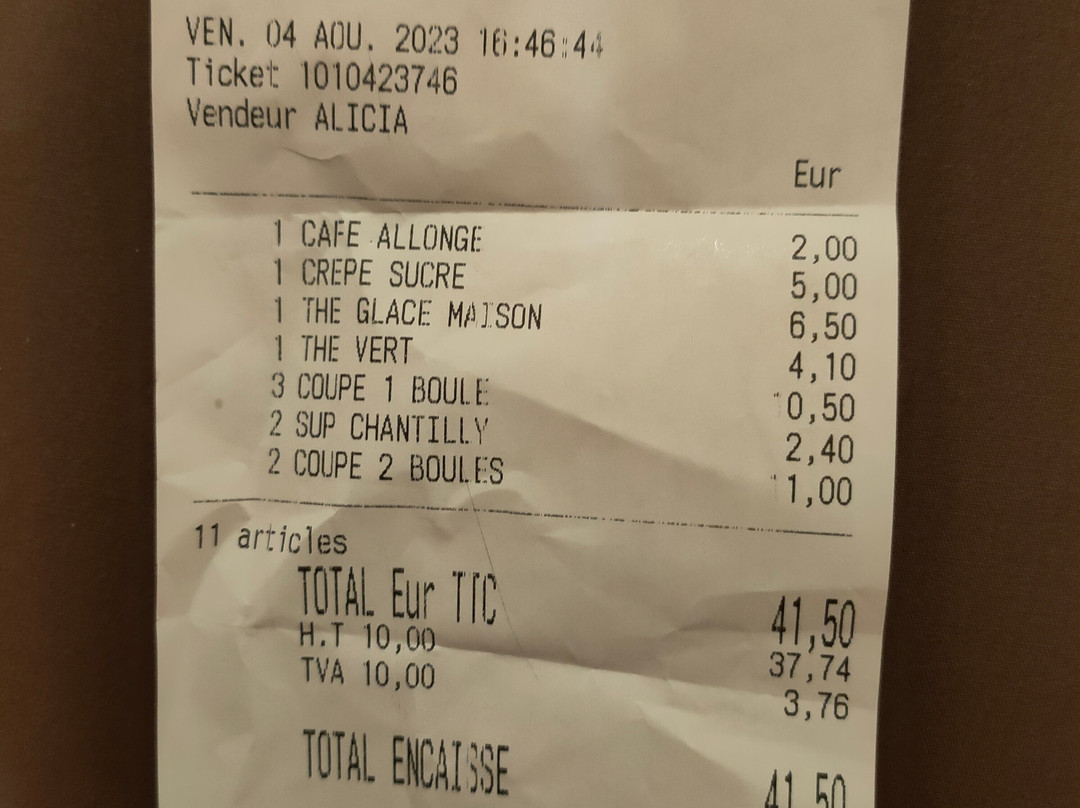 VEN. 04 AOU. 2023 16:46:44
Ticket 1010423746
Vendeur ALICIA
Eur
1 CAFE ALLONGE 2,00
1 CREPE SUCRE 5,00
1 THE GLACE MAISON 6,50
1 THE VERT 4,10
3 COUPE 1 BOULE 10,50
2 SUP CHANTILLY 2,40
2 COUPE 2 BOULES 11,00
11 articles
TOTAL Eur TTC 41,50
H.T 10,00 37,74
TVA 10,00 3,76
TOTAL ENCAISSE 41,50